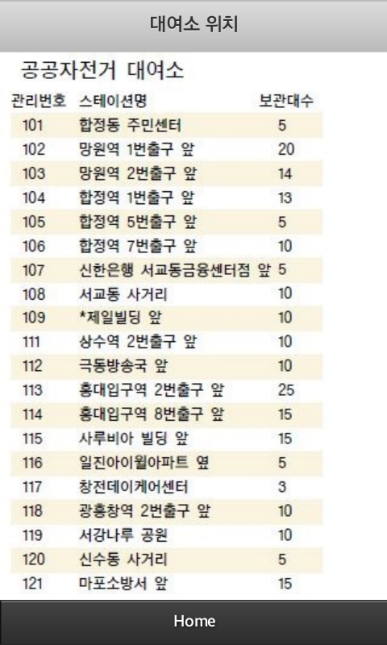 대여소 위치
공공자전거 대여소
관리번호 스테이션명 보관대수
101 합정동 주민센터 5
102 망원역 1번출구 앞 20
103 망원역 2번출구 앞 14
104 합정역 1번출구 앞 13
105 합정역 5번출구 앞 5
106 합정역 7번출구 앞 10
107 신한은행 서교동금융센터점 앞 5
108 서교동 사거리 10
109 *제일빌딩 앞 10
111 상수역 2번출구 앞 10
112 극동방송국 앞 10
113 홍대입구역 2번출구 앞 25
114 홍대입구역 8번출구 앞 15
115 사루비아 빌딩 앞 15
116 일진아이윌아파트 옆 5
117 창전데이케어센터 3
118 광흥창역 2번출구 앞 10
119 서강나루 공원 10
120 신수동 사거리 5
121 마포소방서 앞 15
Home